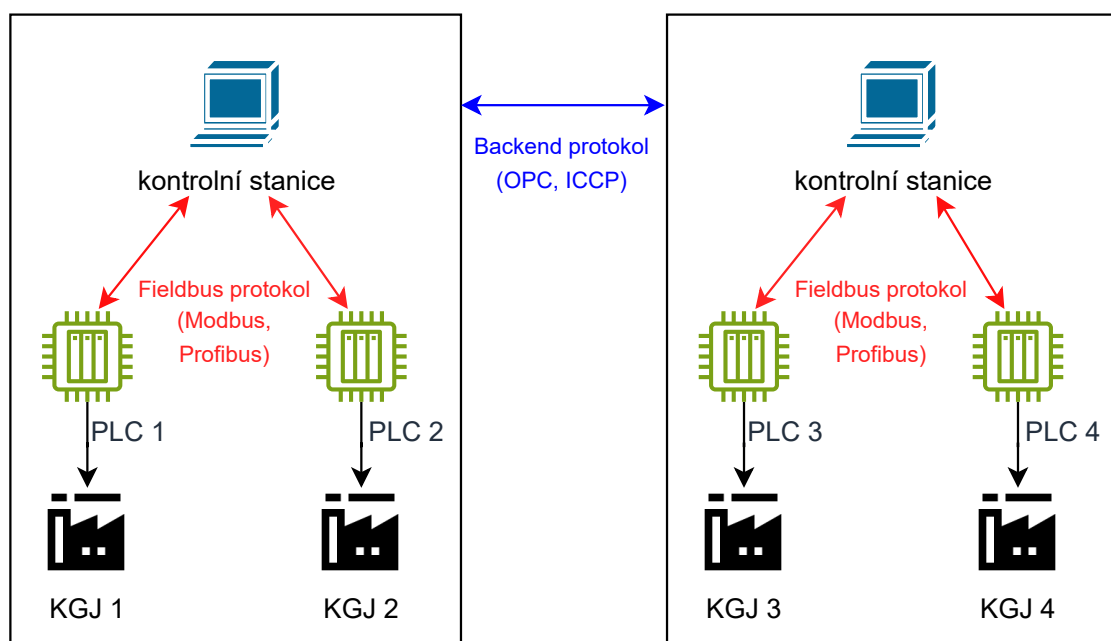 kontrolní stanice
Fieldbus protokol
(Modbus,
Profibus)
PLC 1
PLC 2
KGJ 1
KGJ 2
Backend protokol
(OPC, ICCP)
kontrolní stanice
Fieldbus protokol
(Modbus,
Profibus)
PLC 3
PLC 4
KGJ 3
KGJ 4